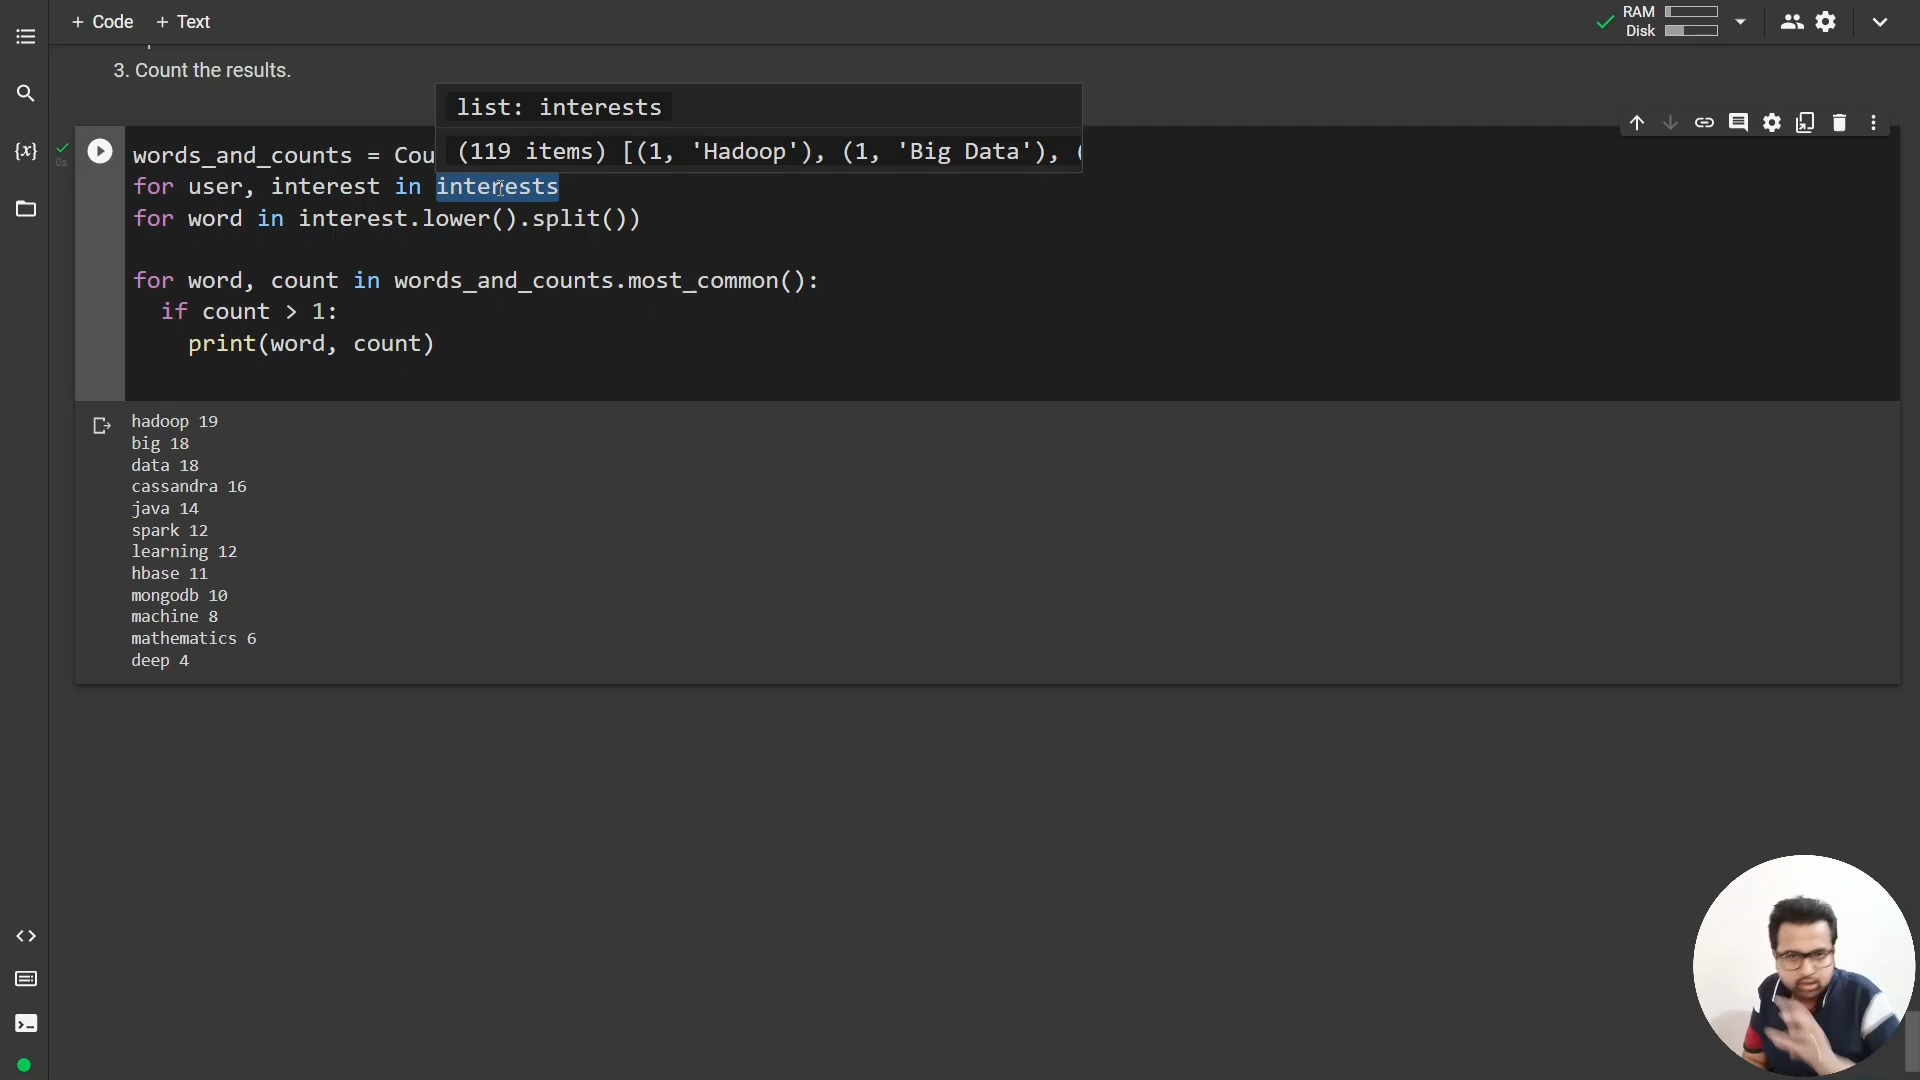 + Code + Text
RAM
Disk
3. Count the results.
list: interests
(119 items) [(1, 'Hadoop'), (1, 'Big Data'), (
{x}
0s
words_and_counts = Cou
for user, interest in interests
for word in interest.lower().split())
for word, count in words_and_counts.most_common():
if count > 1:
print(word, count)
hadoop 19
big 18
data 18
cassandra 16
java 14
spark 12
learning 12
hbase 11
mongodb 10
machine 8
mathematics 6
deep 4